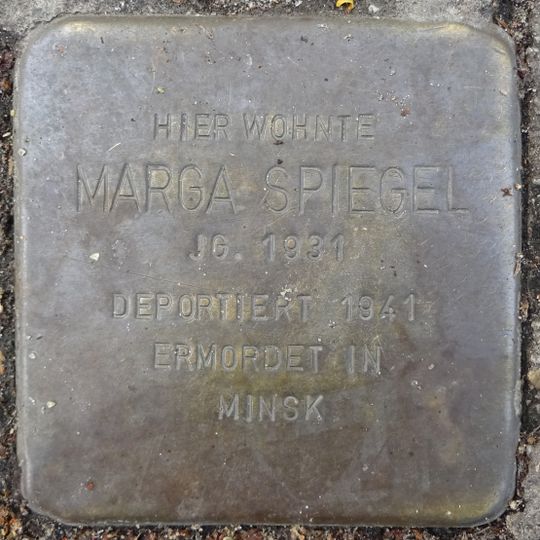 HIER WOHNTE
MARGA SPIEGEL
JG. 1931
DEPORTIERT 1941
ERMORDET IN
MINSK